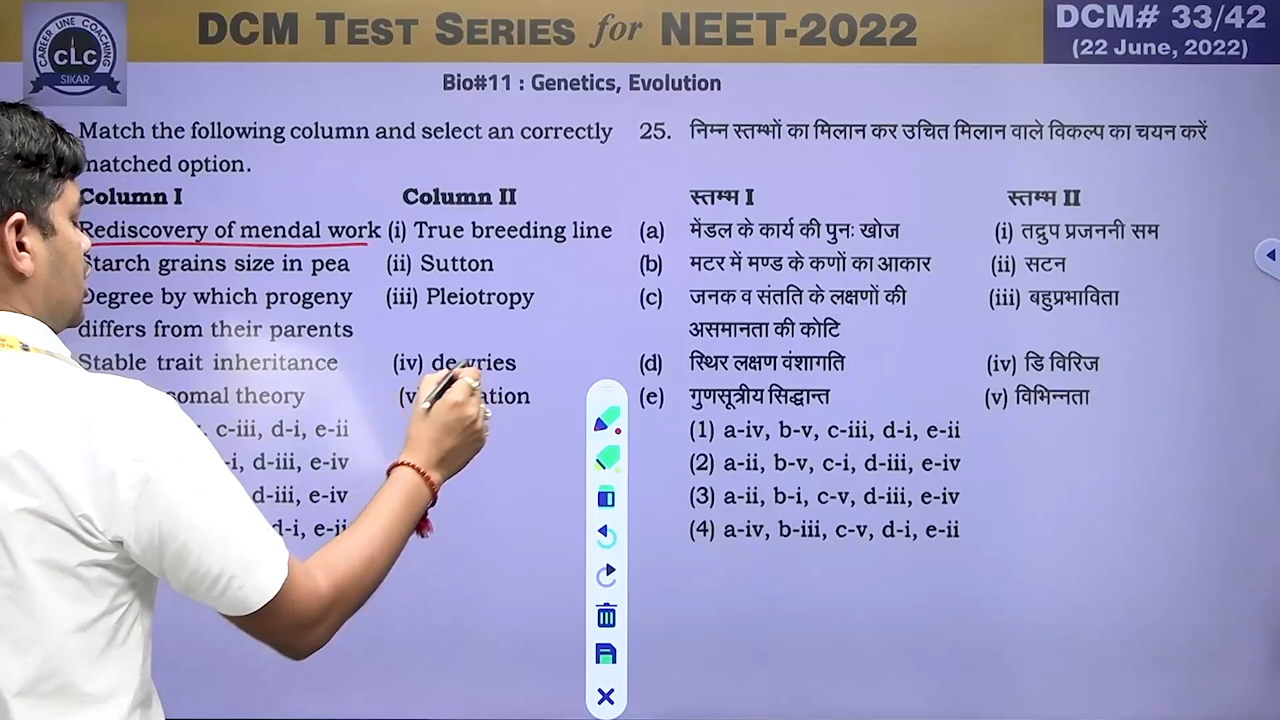 DCM TEST SERIES for NEET-2022
DCM# 33/42
(22 June, 2022)
CAREER LINE COACHING
CLC
SIKAR
Bio#11 : Genetics, Evolution
Match the following column and select an correctly
matched option.
Column I Column II
Rediscovery of mendal work (i) True breeding line
Starch grains size in pea (ii) Sutton
Degree by which progeny (iii) Pleiotropy
differs from their parents
Stable trait inheritance (iv) de vries
theory
c-iii, d-i, e-ii
d-iii, e-iv
d-iii, e-iv
d-i, e-ii
25. निम्न स्तम्भों का मिलान कर उचित मिलान वाले विकल्प का चयन करें
स्तम्भ I स्तम्भ II
(a) मेंडल के कार्य की पुनः खोज (i) तद्रुप प्रजननी सम
(b) मटर में मण्ड के कणों का आकार (ii) सटन
(c) जनक व संतति के लक्षणों की (iii) बहुप्रभाविता
असमानता की कोटि
(d) स्थिर लक्षण वंशागति (iv) डि विरिज
(e) गुणसूत्रीय सिद्धान्त (v) विभिन्नता
(1) a-iv, b-v, c-iii, d-i, e-ii
(2) a-ii, b-v, c-i, d-iii, e-iv
(3) a-ii, b-i, c-v, d-iii, e-iv
(4) a-iv, b-iii, c-v, d-i, e-ii